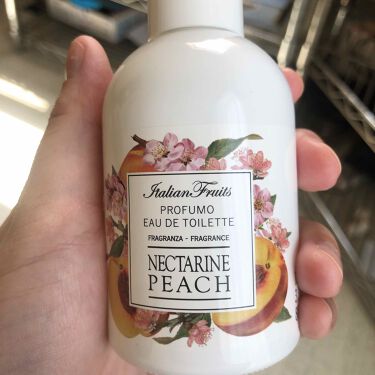 Italian Fruits
PROFUMO
EAU DE TOILETTE
FRAGRANZA - FRAGRANCE
NECTARINE
PEACH